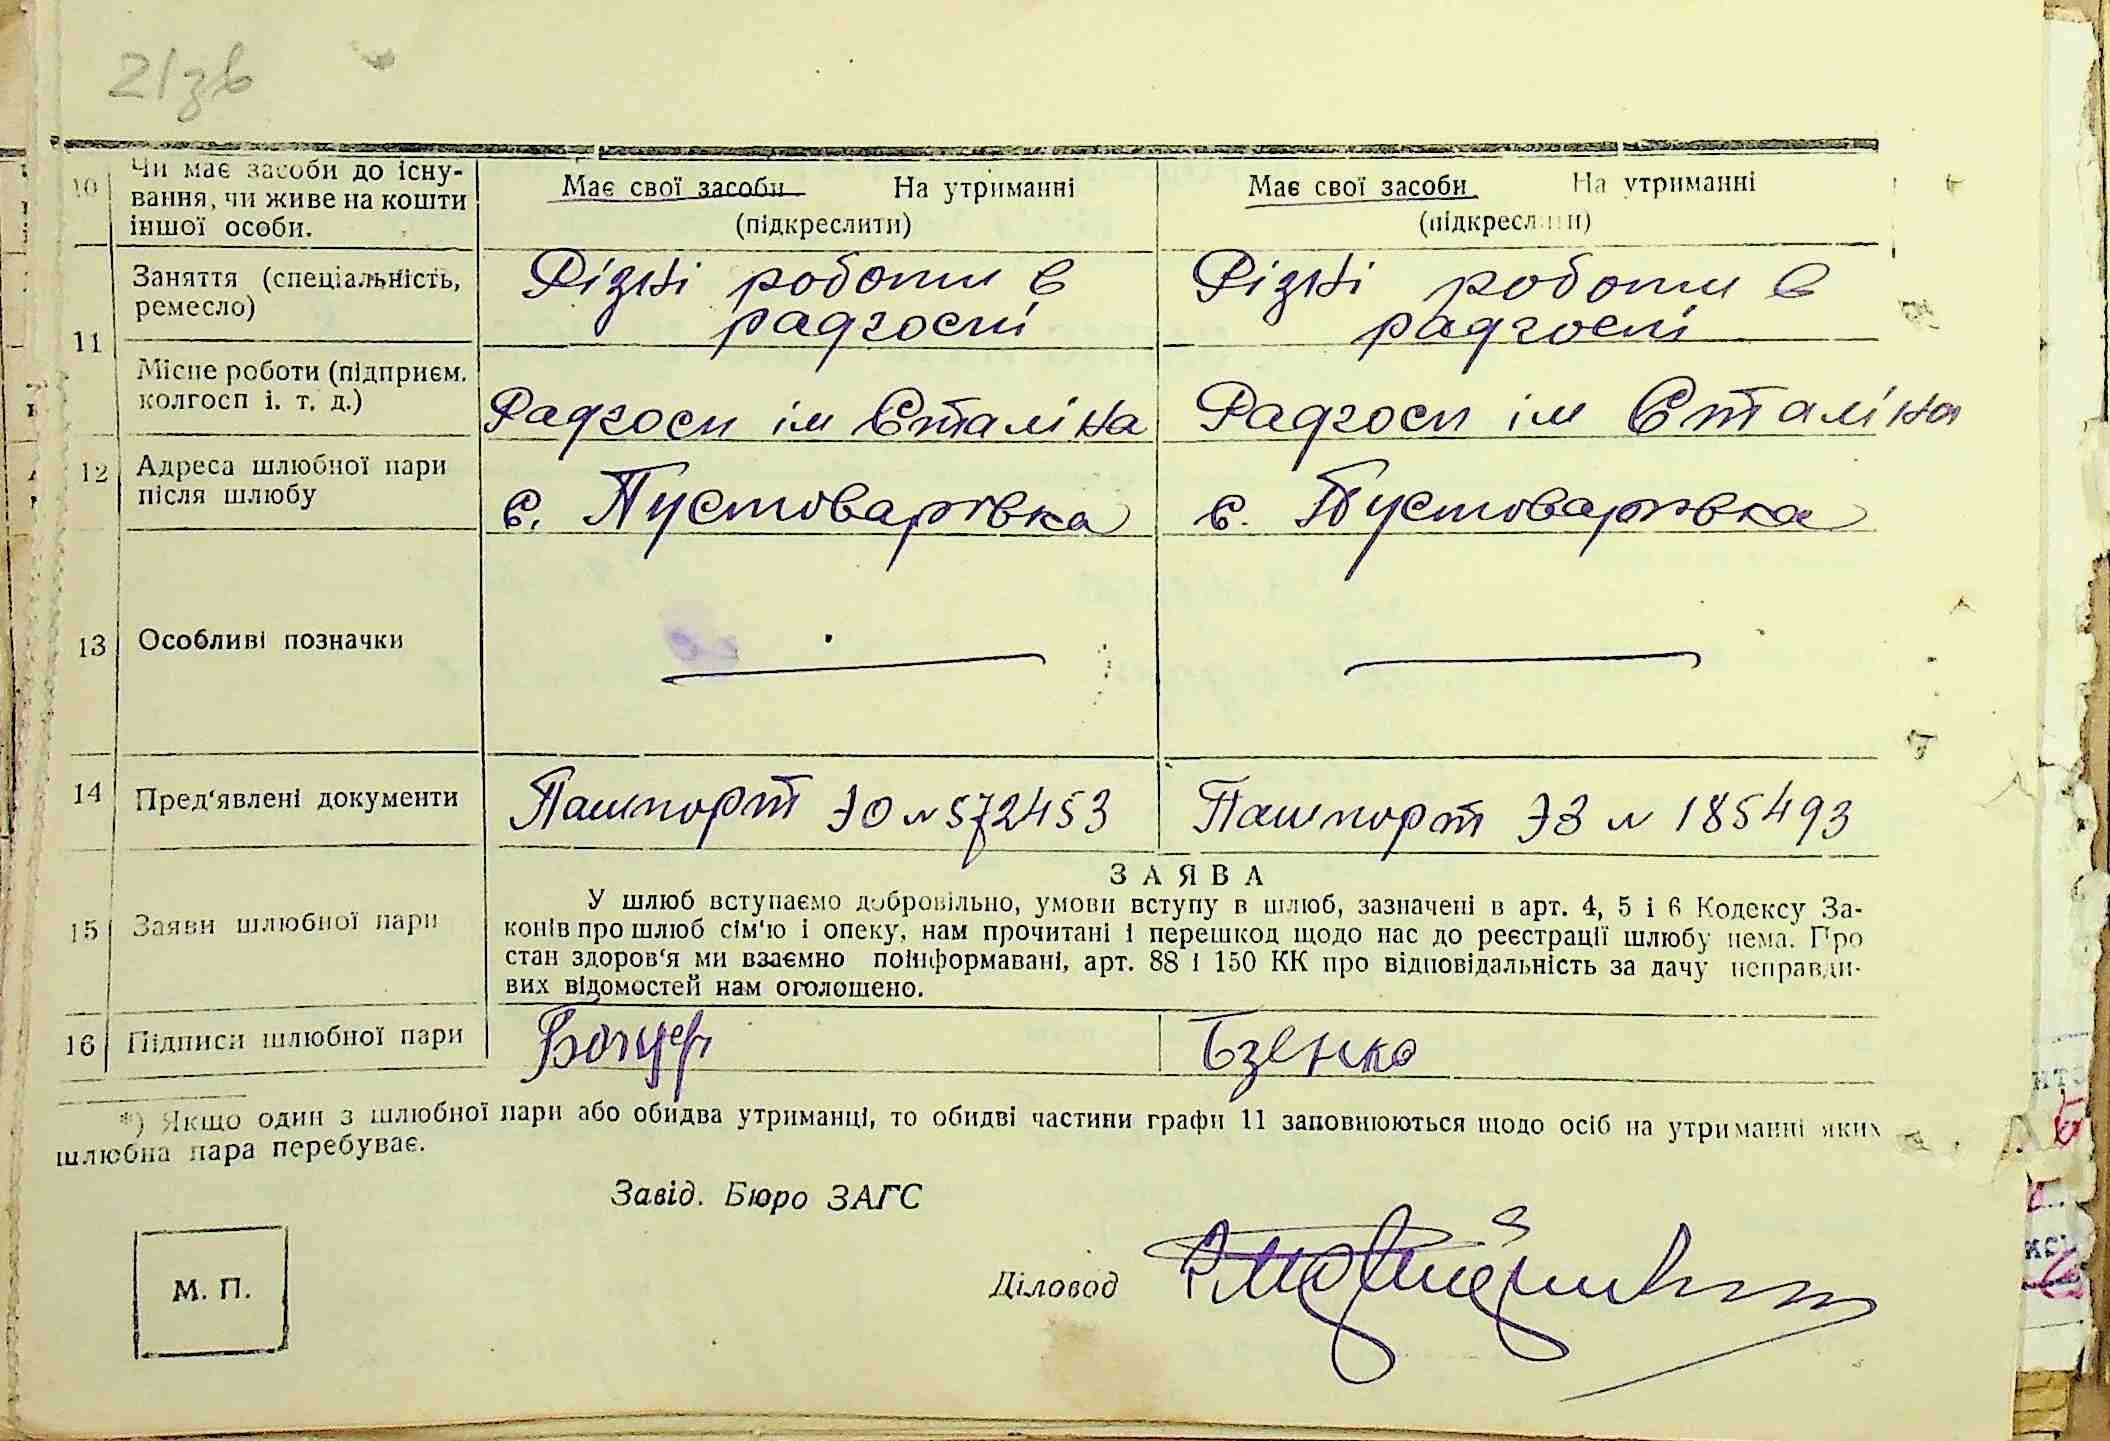 21зв
10 Чи має засоби до існу-
вання, чи живе на кошти
іншої особи.
Має свої засоби На утриманні
(підкреслити)
Має свої засоби На утриманні
(підкреслити)
11
Заняття (спеціальність,
ремесло)
Різні роботи в
радгоспі
Різні роботи в
радгоспі
Місце роботи (підприєм.
колгосп і. т. д.)
Радгосп ім Сталіна
Радгосп ім Сталіна
12 Адреса шлюбної пари
після шлюбу
с. Пустоварівка
с. Пустоварівка
13 Особливі позначки
14 Пред'явлені документи
Пашпорт ЭО № 572453
Пашпорт ЭЗ № 185493
15 Заяви шлюбної пари
ЗАЯВА
У шлюб вступаємо добровільно, умови вступу в шлюб, зазначені в арт. 4, 5 і 6 Кодексу За-
конів про шлюб сім'ю і опеку, нам прочитані і перешкод щодо нас до реєстрації шлюбу нема. Про
стан здоров'я ми взаємно поінформавані, арт. 88 і 150 КК про відповідальність за дачу неправди-
вих відомостей нам оголошено.
16 Підписи шлюбної пари
Бзенко
*) Якщо один з шлюбної пари або обидва утриманці, то обидві частини графи 11 заповнюються щодо осіб на утриманні яких
шлюбна пара перебуває.
Завід. Бюро ЗАГС
Діловод
М. П.